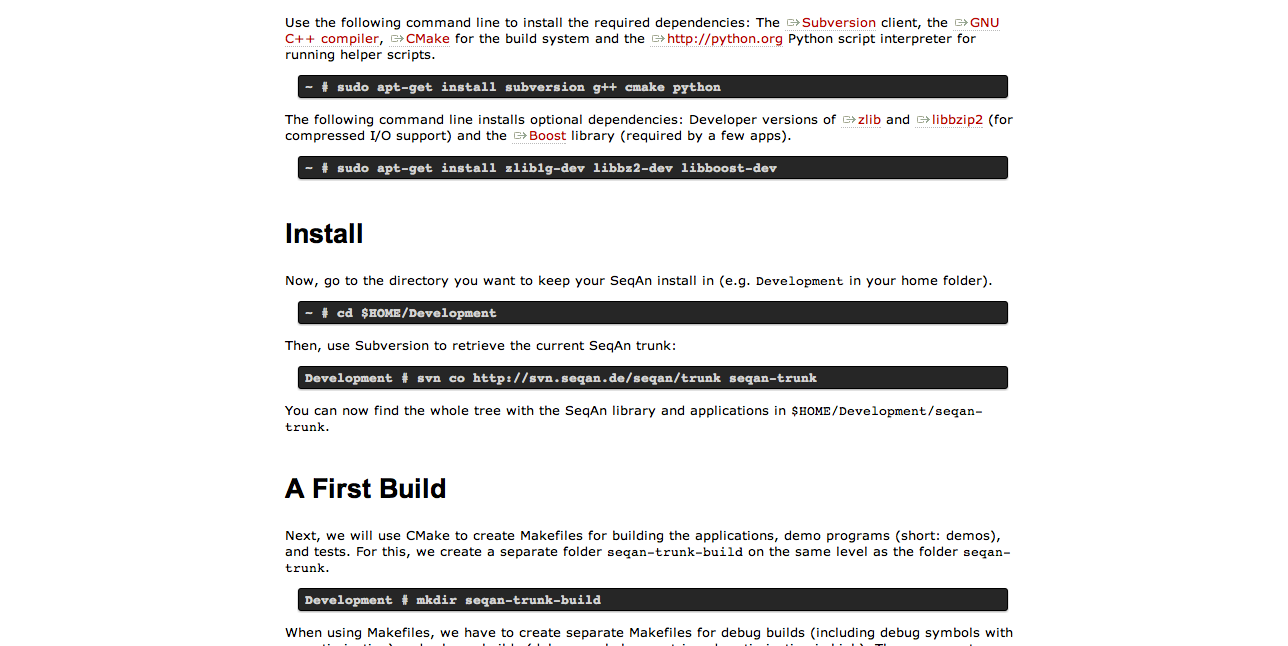 Use the following command line to install the required dependencies: The Subversion client, the GNU
C++ compiler, CMake for the build system and the http://python.org Python script interpreter for
running helper scripts.
~ # sudo apt-get install subversion g++ cmake python
The following command line installs optional dependencies: Developer versions of zlib and libbzip2 (for
compressed I/O support) and the Boost library (required by a few apps).
~ # sudo apt-get install zlib1g-dev libbz2-dev libboost-dev
Install
Now, go to the directory you want to keep your SeqAn install in (e.g. Development in your home folder).
~ # cd $HOME/Development
Then, use Subversion to retrieve the current SeqAn trunk:
Development # svn co http://svn.seqan.de/seqan/trunk seqan-trunk
You can now find the whole tree with the SeqAn library and applications in $HOME/Development/seqan-
trunk.
A First Build
Next, we will use CMake to create Makefiles for building the applications, demo programs (short: demos),
and tests. For this, we create a separate folder seqan-trunk-build on the same level as the folder seqan-
trunk.
Development # mkdir seqan-trunk-build
When using Makefiles, we have to create separate Makefiles for debug builds (including debug symbols with